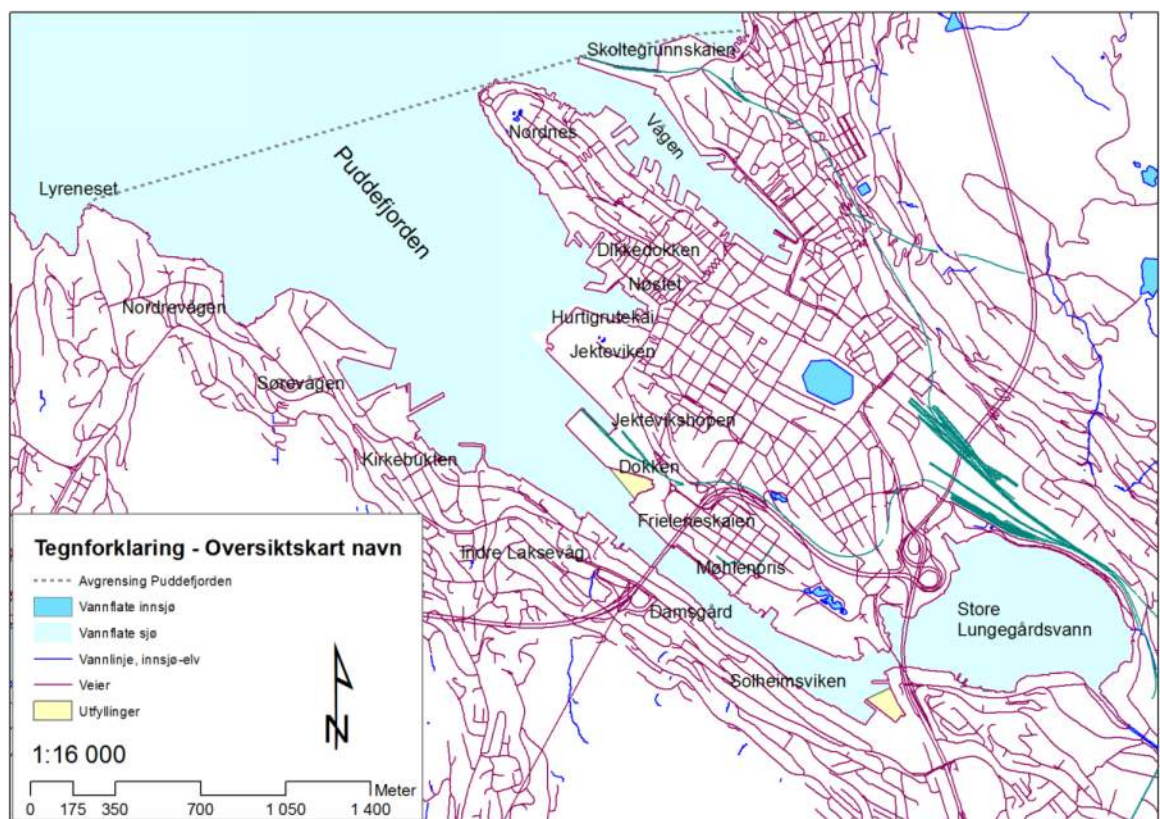 Skoltegrunnskaien
Nordnes
Vågen
Lyreneset
Puddefjorden
Dikkedokken
Nøstet
Nordrevågen
Hurtigrutekai
Jekteviken
Sørevågen
Jektevikshopen
Kirkebukten
Dokken
Frieleneskaien
Indre Laksevåg
Møhlenpris
Damsgård
Store
Lungegårdsvann
Solheimsviken
Tegnforklaring - Oversiktskart navn
Avgrensing Puddefjorden
Vannflate innsjø
Vannflate sjø
Vannlinje, innsjø-elv
Veier
Utfyllinger
N
1:16 000
Meter
0 175 350 700 1 050 1 400